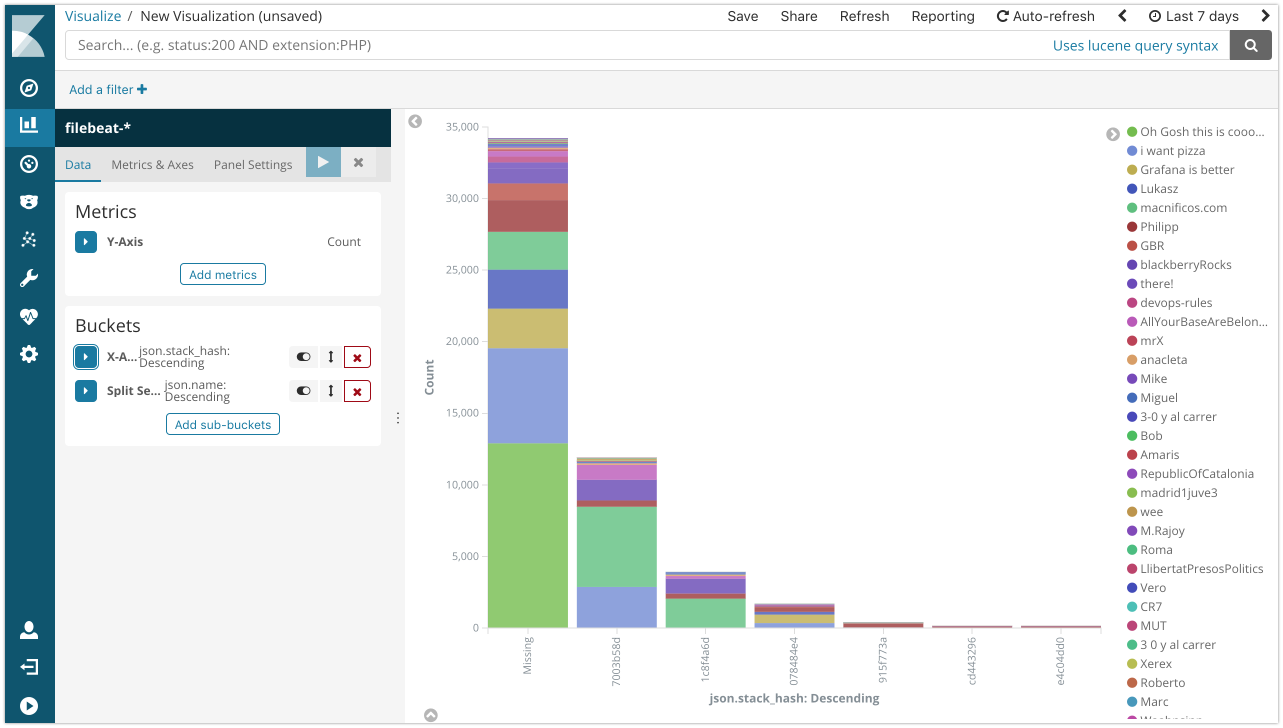 Visualize / New Visualization (unsaved)
Save Share Refresh Reporting Auto-refresh Last 7 days
Search... (e.g. status:200 AND extension:PHP)
Uses lucene query syntax
Add a filter
filebeat-*
Data Metrics & Axes Panel Settings
Metrics
Y-Axis Count
Add metrics
Buckets
X-A... json.stack_hash:
Descending
Split Se... json.name:
Descending
Add sub-buckets
35,000
30,000
25,000
20,000
15,000
10,000
5,000
0
Count
Missing
7003b58d
1c8f4a6d
078484e4
915f773a
cd443296
e4c04dd0
json.stack_hash: Descending
Oh Gosh this is cooo...
i want pizza
Grafana is better
Lukasz
macnificos.com
Philipp
GBR
blackberryRocks
there!
devops-rules
AllYourBaseAreBelon...
mrX
anacleta
Mike
Miguel
3-0 y al carrer
Bob
Amaris
RepublicOfCatalonia
madrid1juve3
wee
M.Rajoy
Roma
LlibertatPresosPolitics
Vero
CR7
MUT
3 0 y al carrer
Xerex
Roberto
Marc